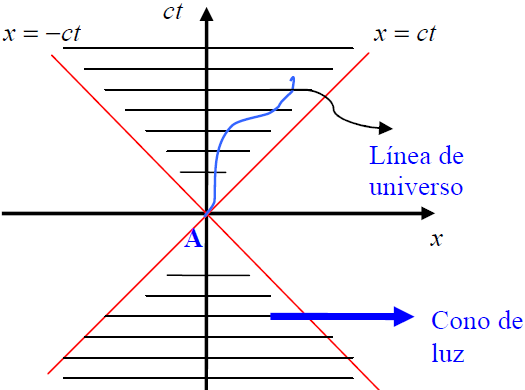 ct
x = −ct
x = ct
Línea de
universo
A
x
Cono de
luz